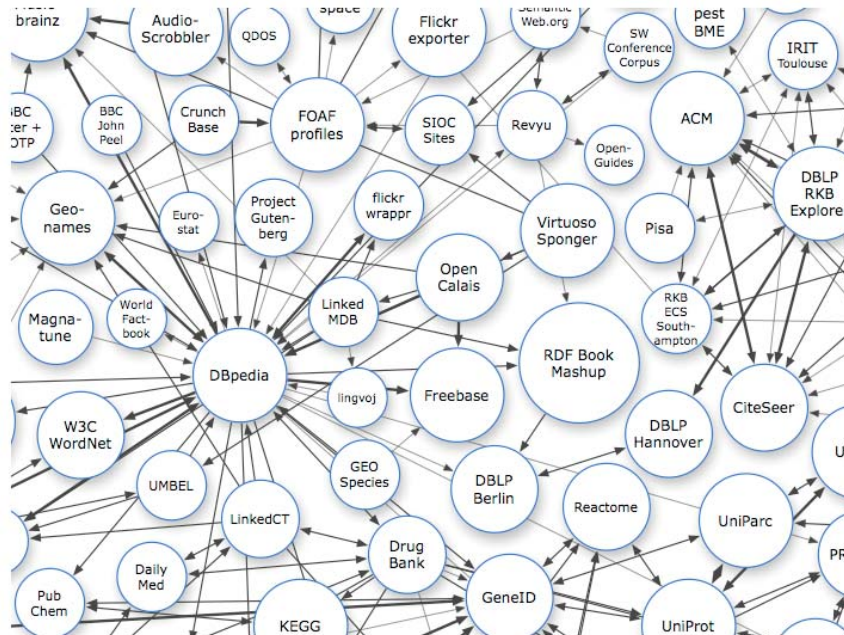 brainz
Audio-
Scrobbler
QDOS
space
Flickr
exporter
Semantic
Web.org
SW
Conference
Corpus
pest
BME
IRIT
Toulouse
BBC
John
Peel
Crunch
Base
FOAF
profiles
SIOC
Sites
Revyu
Open-
Guides
ACM
DBLP
RKB
Explore
Geo-
names
Euro-
stat
Project
Guten-
berg
flickr
wrappr
Virtuoso
Sponger
Pisa
Open
Calais
Linked
MDB
World
Fact-
book
Magna-
tune
RKB
ECS
South-
ampton
RDF Book
Mashup
DBpedia
lingvoj
Freebase
CiteSeer
W3C
WordNet
DBLP
Hannover
UMBEL
GEO
Species
DBLP
Berlin
Reactome
LinkedCT
UniParc
Drug
Bank
Daily
Med
Pub
Chem
KEGG
GeneID
UniProt